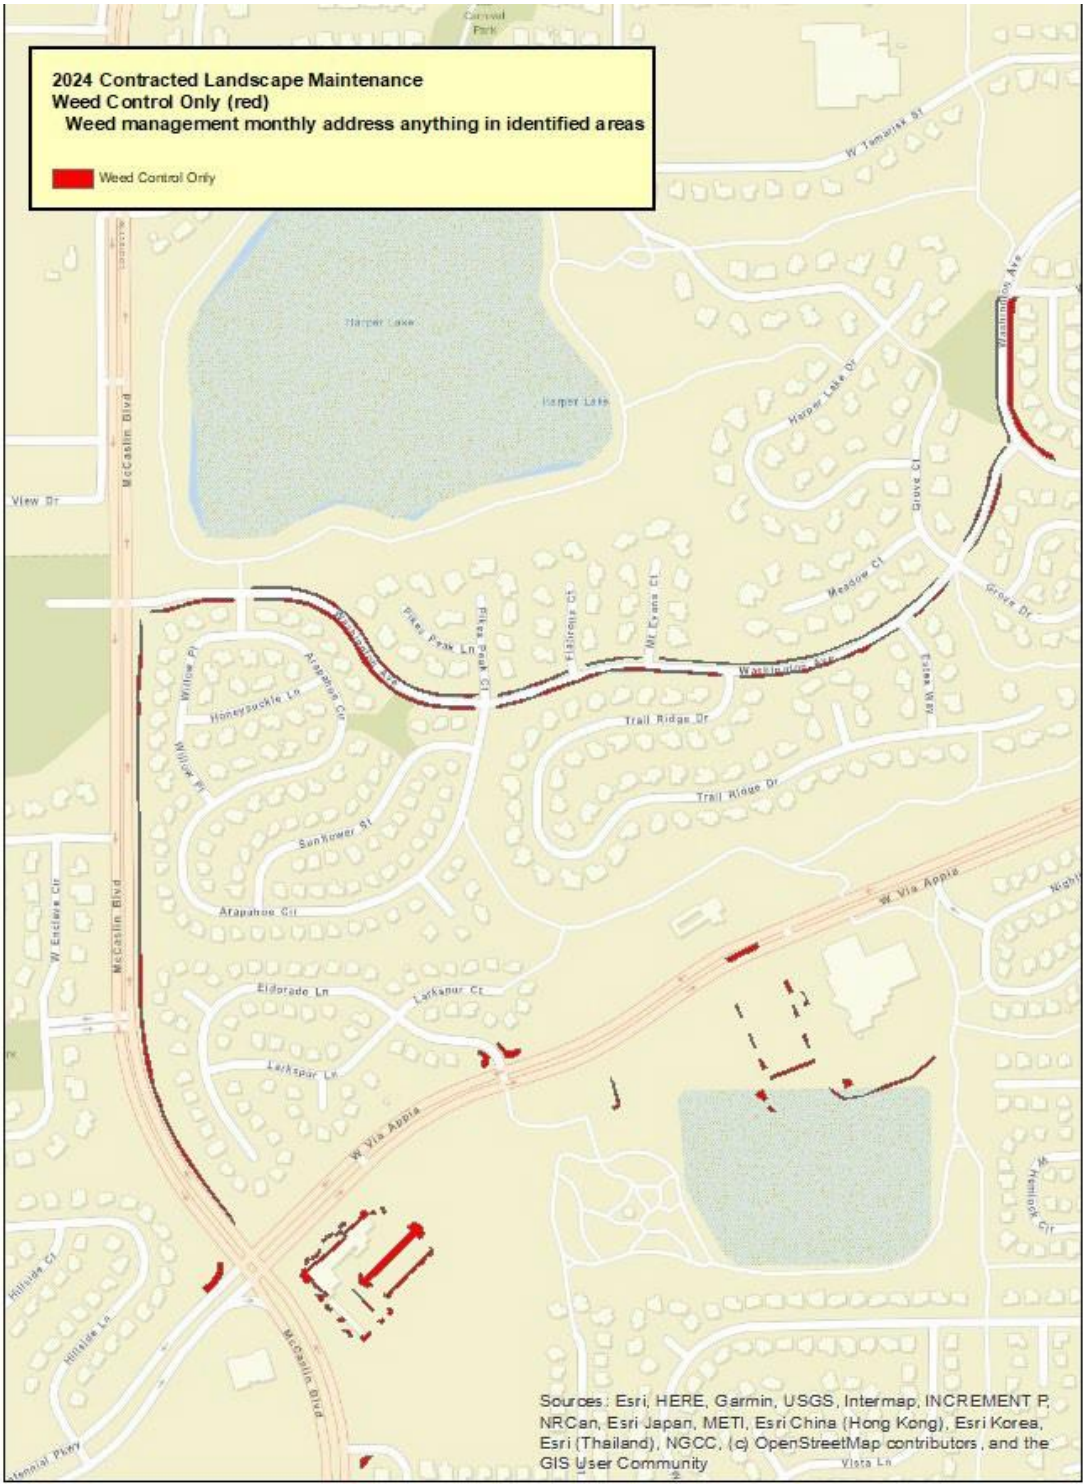 Carnival
Park
2024 Contracted Landscape Maintenance
Weed Control Only (red)
Weed management monthly address anything in identified areas
Weed Control Only
W Tamarisk St
Washington Ave
Washington Ave
Harper Lake
Harper Lake
Harper Lake Dr
McCaslin Blvd
View Dr
Grove Ct
Meadow Ct
Grove Dr
Washington Ave
Pikes Peak Ln
Pikes Peak Ct
Flatirons Ct
Mt Evans Ct
Washington Ave
Estes Way
Willow Pl
Arapahoe Cir
Honeysuckle Ln
Willow Pl
Trail Ridge Dr
Trail Ridge Dr
Sunflower St
Arapahoe Cir
W Enclave Cir
McCaslin Blvd
W Via Appia
Eldorado Ln
Larkspur Ct
Larkspur Ln
W Via Appia
W Hemlock Cir
Hillside Ct
Hillside Ln
McCaslin Blvd
Sources: Esri, HERE, Garmin, USGS, Intermap, INCREMENT P,
NRCan, Esri Japan, METI, Esri China (Hong Kong), Esri Korea,
Esri (Thailand), NGCC, (c) OpenStreetMap contributors, and the
GIS User Community
Vista Ln